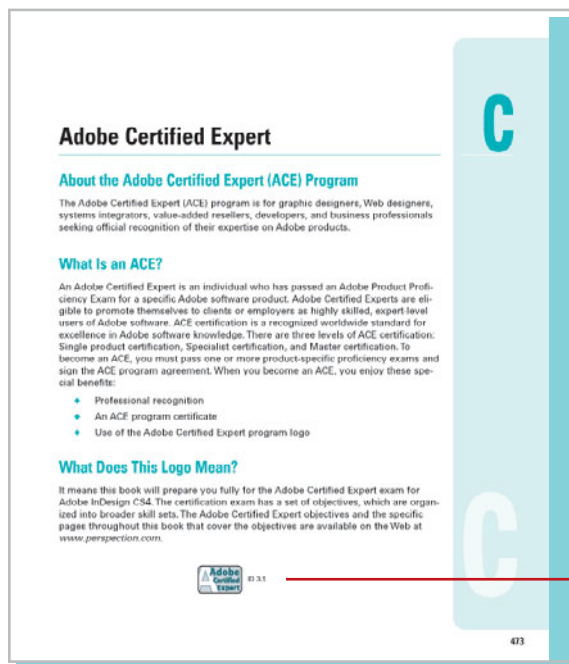 C
Adobe Certified Expert
About the Adobe Certified Expert (ACE) Program
The Adobe Certified Expert (ACE) program is for graphic designers, Web designers,
systems integrators, value-added resellers, developers, and business professionals
seeking official recognition of their expertise on Adobe products.
What Is an ACE?
An Adobe Certified Expert is an individual who has passed an Adobe Product Profi-
ciency Exam for a specific Adobe software product. Adobe Certified Experts are eli-
gible to promote themselves to clients or employers as highly skilled, expert-level
users of Adobe software. ACE certification is a recognized worldwide standard for
excellence in Adobe software knowledge. There are three levels of ACE certification:
Single product certification, Specialist certification, and Master certification. To
become an ACE, you must pass one or more product-specific proficiency exams and
sign the ACE program agreement. When you become an ACE, you enjoy these spe-
cial benefits:
◆ Professional recognition
◆ An ACE program certificate
◆ Use of the Adobe Certified Expert program logo
What Does This Logo Mean?
It means this book will prepare you fully for the Adobe Certified Expert exam for
Adobe InDesign CS4. The certification exam has a set of objectives, which are organ-
ized into broader skill sets. The Adobe Certified Expert objectives and the specific
pages throughout this book that cover the objectives are available on the Web at
www.perspection.com.
C
Adobe
Certified
Expert
ID 3.1
473